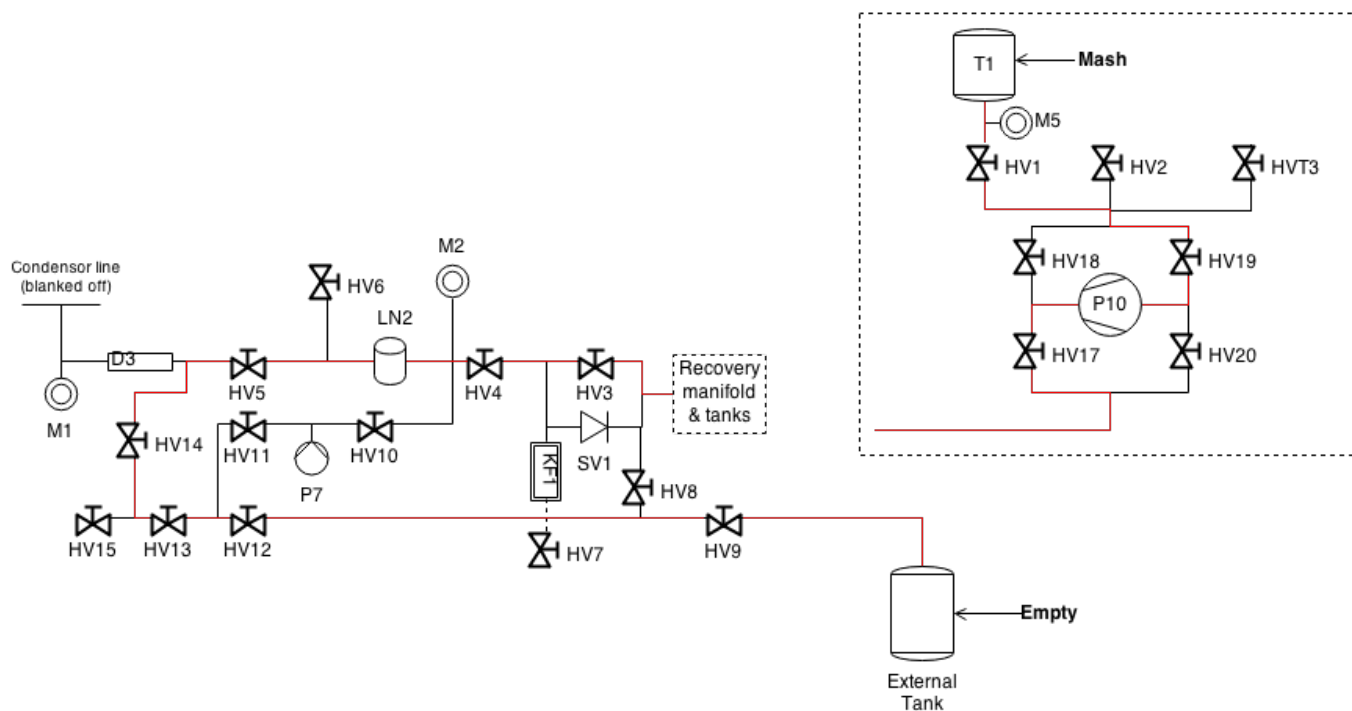 T1
Mash
M5
HV1
HV2
HVT3
M2
Condensor line
(blanked off)
HV6
HV18
HV19
LN2
P10
D3
HV5
HV4
HV3
Recovery
manifold
& tanks
HV17
HV20
M1
HV14
HV11
HV10
SV1
P7
KF1
HV8
HV15
HV13
HV12
HV7
HV9
Empty
External
Tank